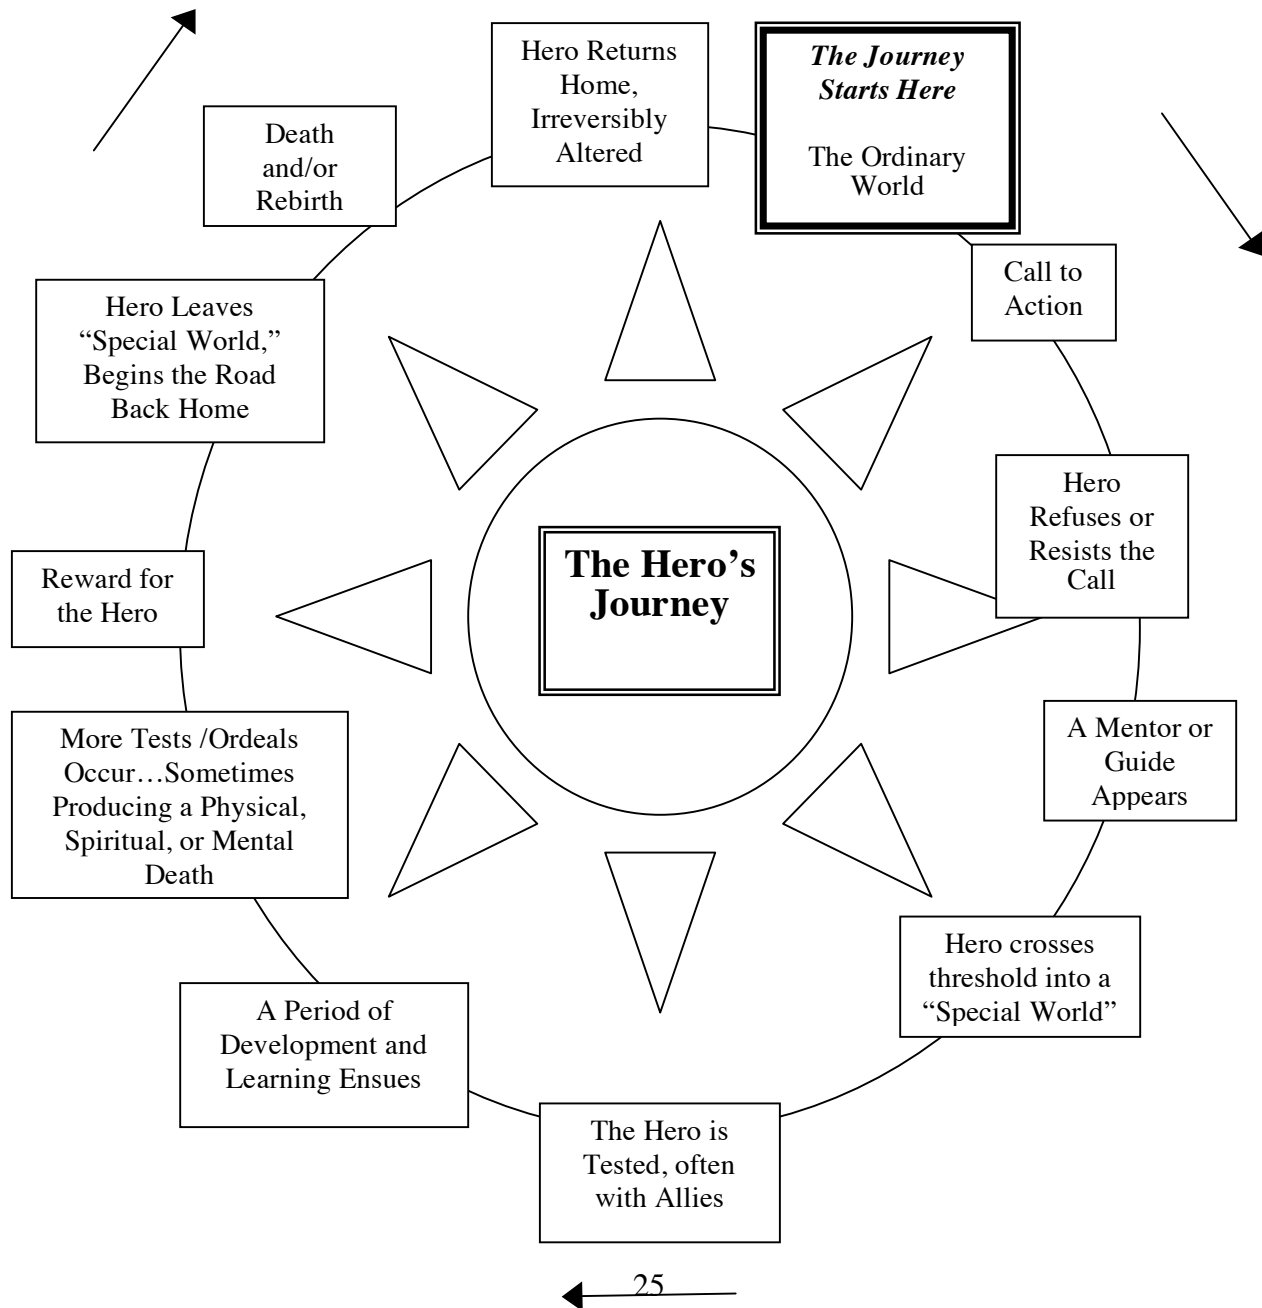 The Journey
Starts Here
The Ordinary
World
Call to
Action
Hero
Refuses or
Resists the
Call
A Mentor or
Guide
Appears
Hero crosses
threshold into a
“Special World”
The Hero is
Tested, often
with Allies
A Period of
Development and
Learning Ensues
More Tests /Ordeals
Occur…Sometimes
Producing a Physical,
Spiritual, or Mental
Death
Reward for
the Hero
Hero Leaves
“Special World,”
Begins the Road
Back Home
Death
and/or
Rebirth
Hero Returns
Home,
Irreversibly
Altered
The Hero’s
Journey
25